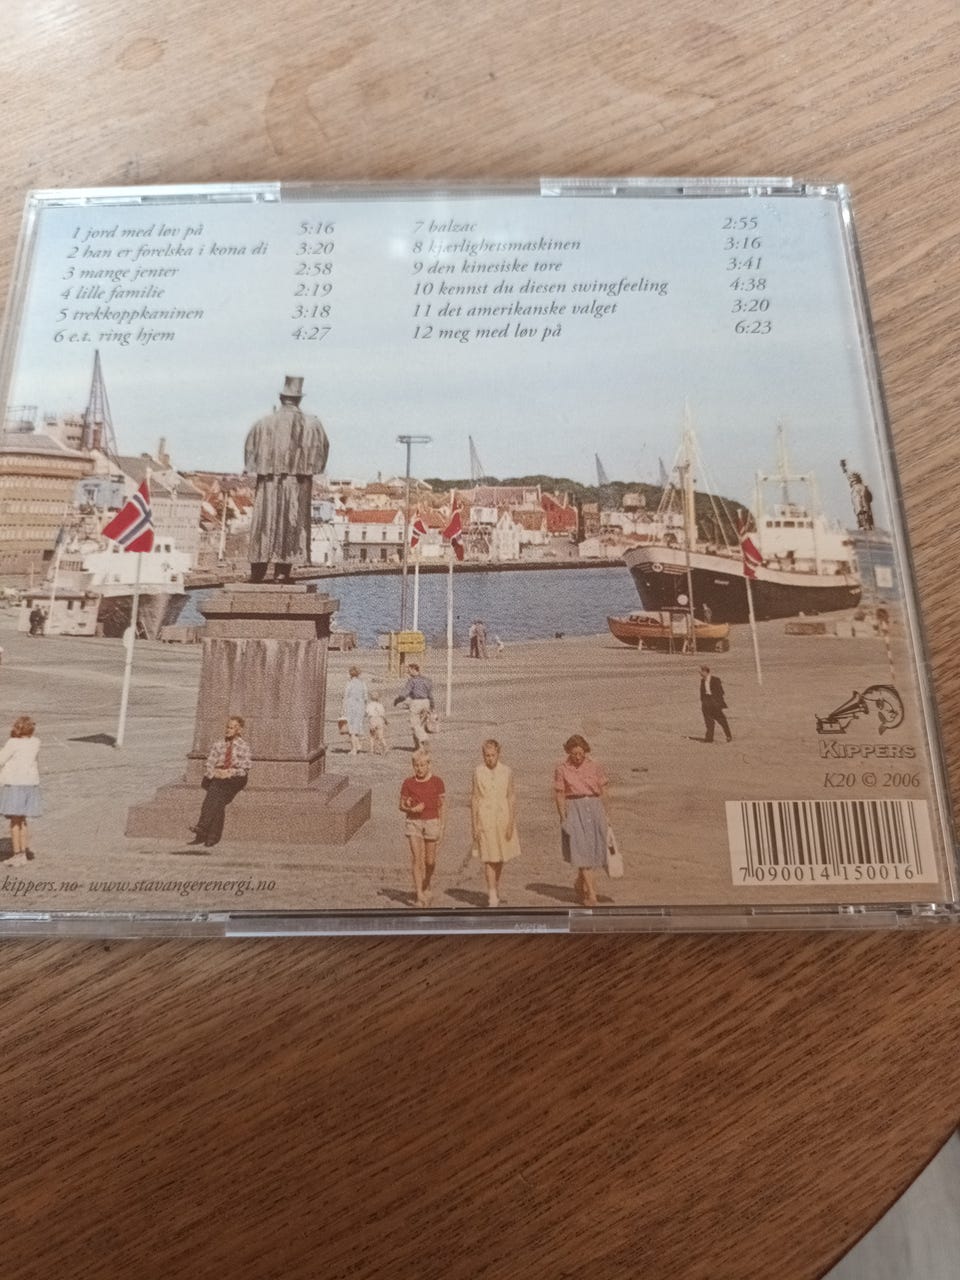 1 jord med løv på 5:16
2 han er forelska i kona di 3:20
3 mange jenter 2:58
4 lille familie 2:19
5 trekkoppkaninen 3:18
6 e.t. ring hjem 4:27
7 balzac 2:55
8 kjærlighetsmaskinen 3:16
9 den kinesiske tore 3:41
10 kennst du diesen swingfeeling 4:38
11 det amerikanske valget 3:20
12 meg med løv på 6:23
KIPPERS
K20 © 2006
7 090014 150016
kippers.no- www.stavangerenergi.no